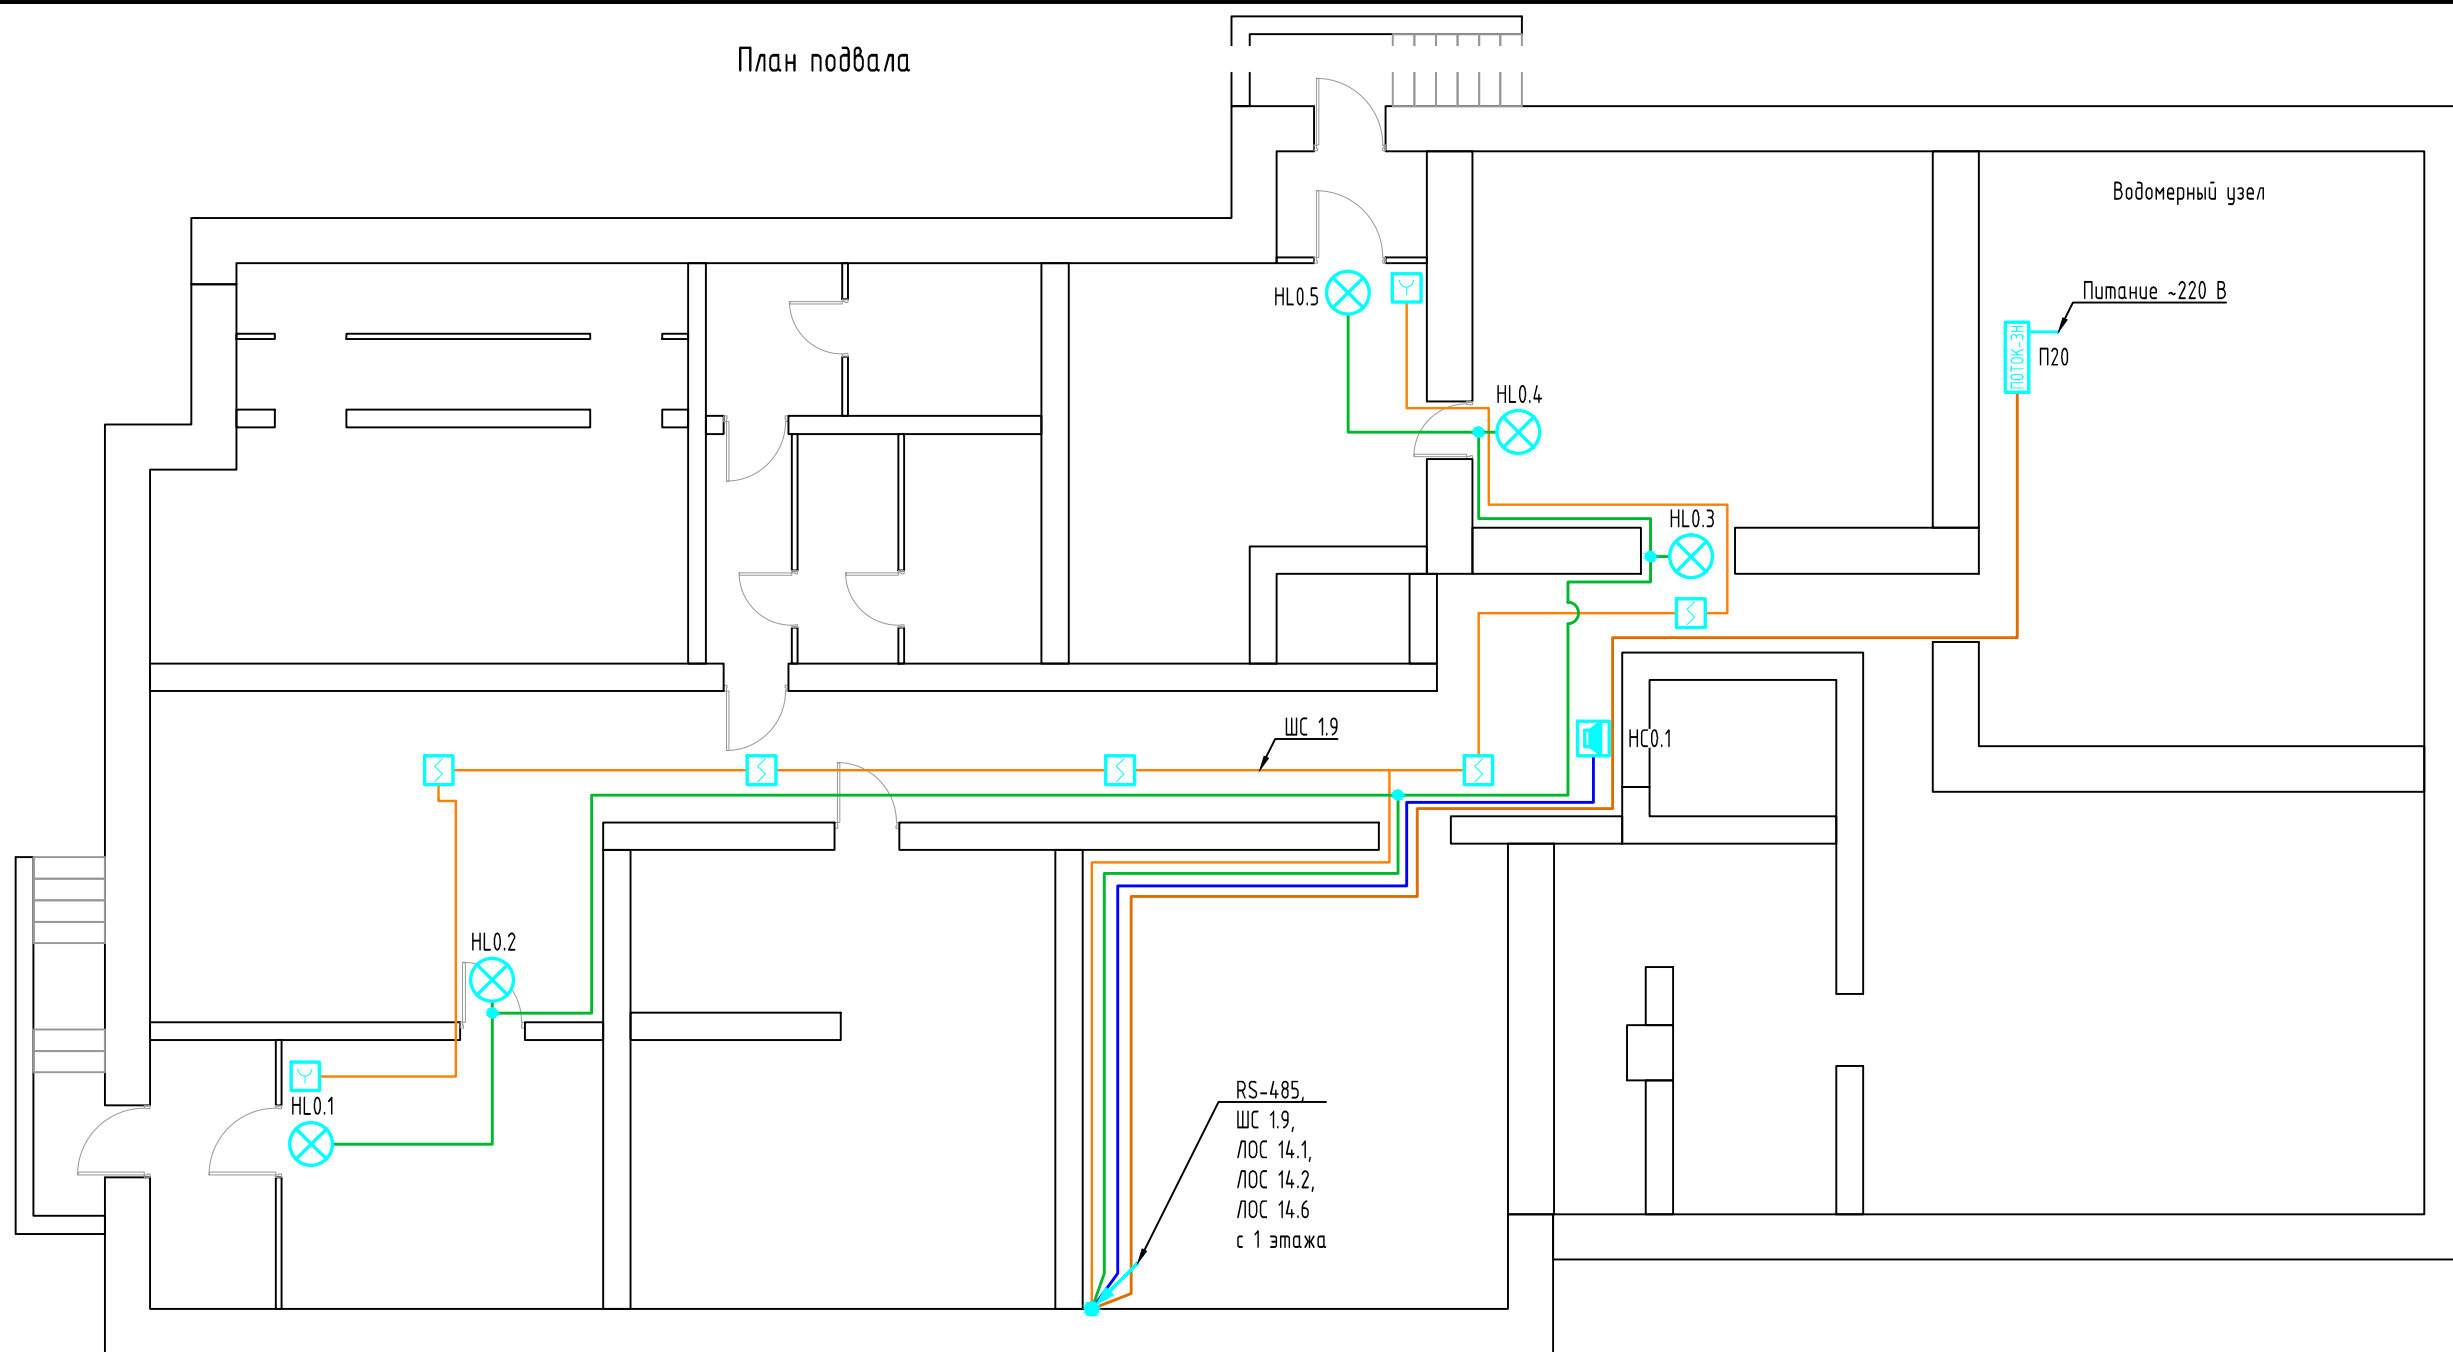 План подвала
Водомерный узел
Питание ~220 В
HL0.5
ПОТОК-3Н
П20
HL0.4
HL0.3
ШС 1.9
НС0.1
HL0.2
RS-485,
HL0.1
ШС 1.9,
ЛОС 14.1,
ЛОС 14.2,
ЛОС 14.6
с 1 этажа